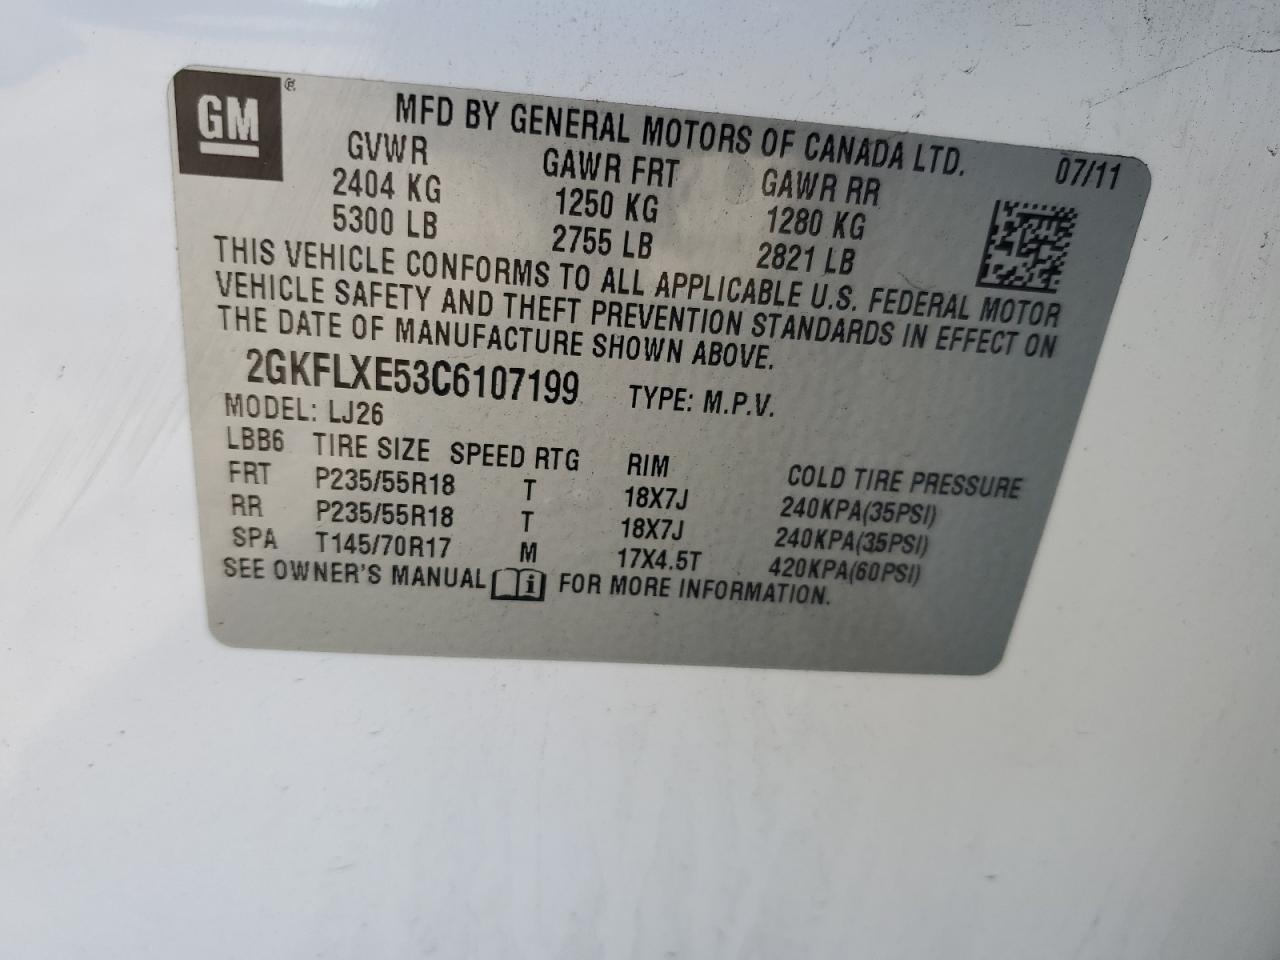 GM ®
MFD BY GENERAL MOTORS OF CANADA LTD. 07/11
GVWR GAWR FRT GAWR RR
2404 KG 1250 KG 1280 KG
5300 LB 2755 LB 2821 LB
THIS VEHICLE CONFORMS TO ALL APPLICABLE U.S. FEDERAL MOTOR
VEHICLE SAFETY AND THEFT PREVENTION STANDARDS IN EFFECT ON
THE DATE OF MANUFACTURE SHOWN ABOVE.
2GKFLXE53C6107199 TYPE: M.P.V.
MODEL: LJ26
LBB6 TIRE SIZE SPEED RTG RIM COLD TIRE PRESSURE
FRT P235/55R18 T 18X7J 240KPA(35PSI)
RR P235/55R18 T 18X7J 240KPA(35PSI)
SPA T145/70R17 M 17X4.5T 420KPA(60PSI)
SEE OWNER'S MANUAL i FOR MORE INFORMATION.